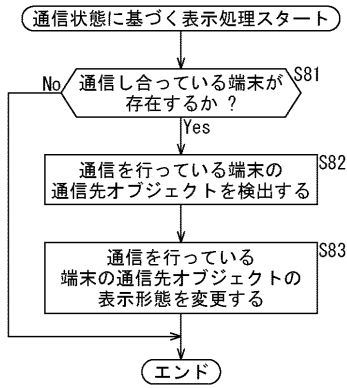 通信状態に基づく表示処理スタート
S81
No
通信し合っている端末が
存在するか ?
Yes
S82
通信を行っている端末の
通信先オブジェクトを検出する
S83
通信を行っている
端末の通信先オブジェクトの
表示形態を変更する
エンド